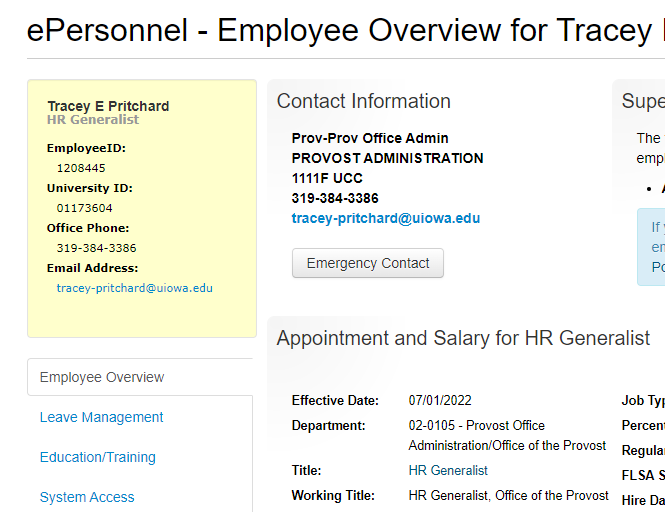 ePersonnel - Employee Overview for Tracey
Tracey E Pritchard
HR Generalist
EmployeeID:
1208445
University ID:
01173604
Office Phone:
319-384-3386
Email Address:
tracey-pritchard@uiowa.edu
Employee Overview
Leave Management
Education/Training
System Access
Contact Information
Prov-Prov Office Admin
PROVOST ADMINISTRATION
1111F UCC
319-384-3386
tracey-pritchard@uiowa.edu
Emergency Contact
Appointment and Salary for HR Generalist
Effective Date: 07/01/2022
Department: 02-0105 - Provost Office
Administration/Office of the Provost
Title: HR Generalist
Working Title: HR Generalist, Office of the Provost
Supe
The
emp
If
em
Po
Job Typ
Percent
Regular
FLSA S
Hire Da